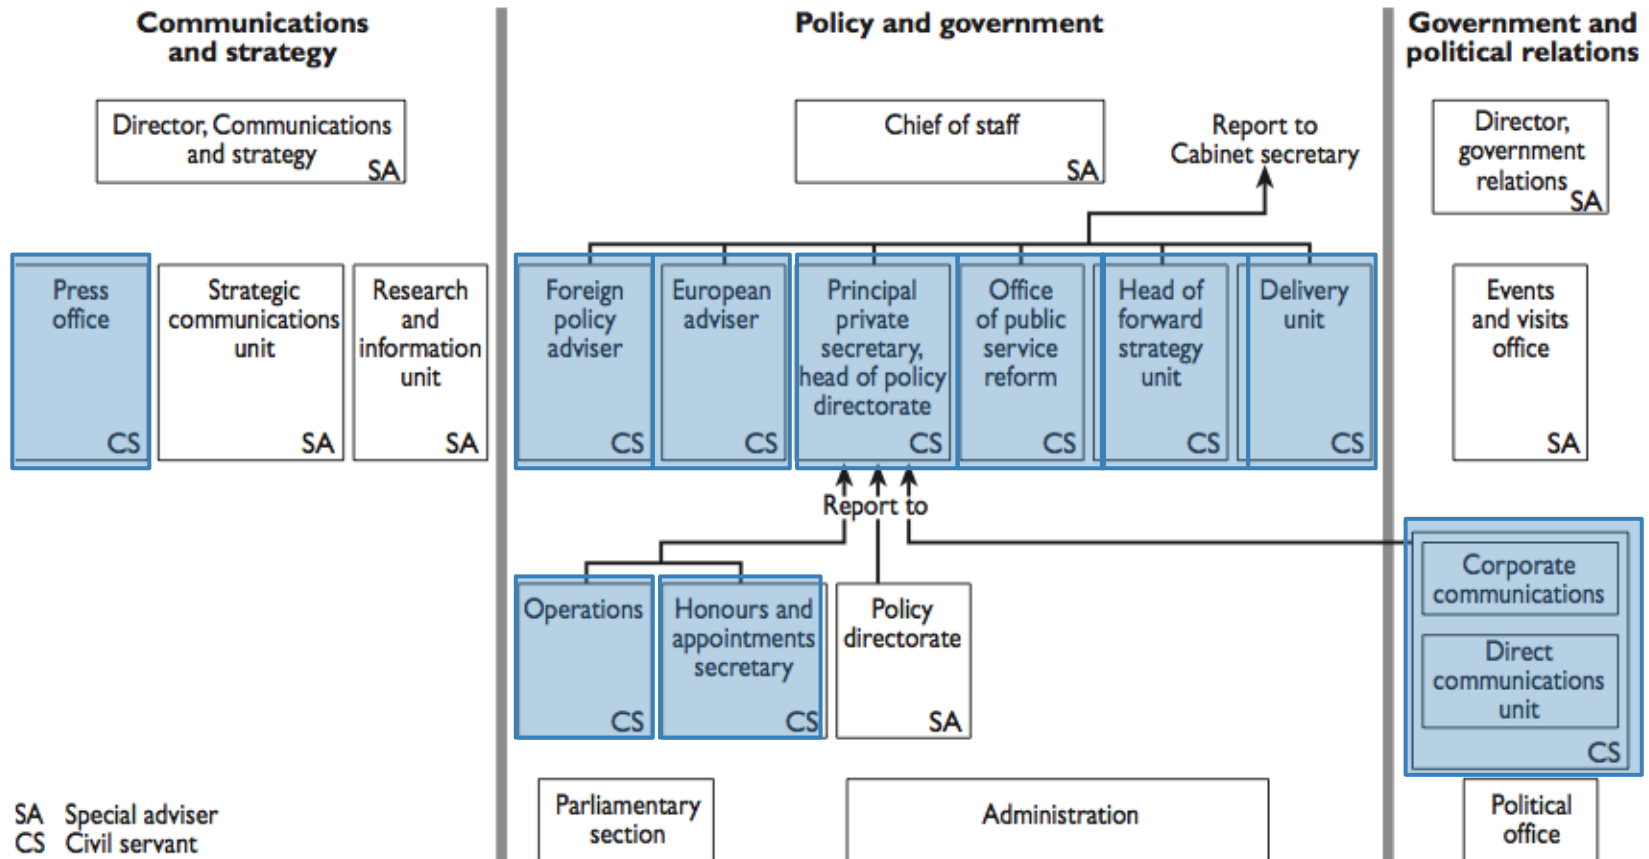 Communications
and strategy
Policy and government
Government and
political relations
Director, Communications
and strategy
SA
Chief of staff
SA
Report to
Cabinet secretary
Director,
government
relations
SA
Press
office
CS
Strategic
communications
unit
SA
Research
and
information
unit
SA
Foreign
policy
adviser
CS
European
adviser
CS
Principal
private
secretary,
head of policy
directorate
CS
Office
of public
service
reform
CS
Head of
forward
strategy
unit
CS
Delivery
unit
CS
Events
and visits
office
SA
Report to
Operations
CS
Honours and
appointments
secretary
CS
Policy
directorate
SA
Corporate
communications
Direct
communications
unit
CS
SA Special adviser
CS Civil servant
Parliamentary
section
Administration
Political
office